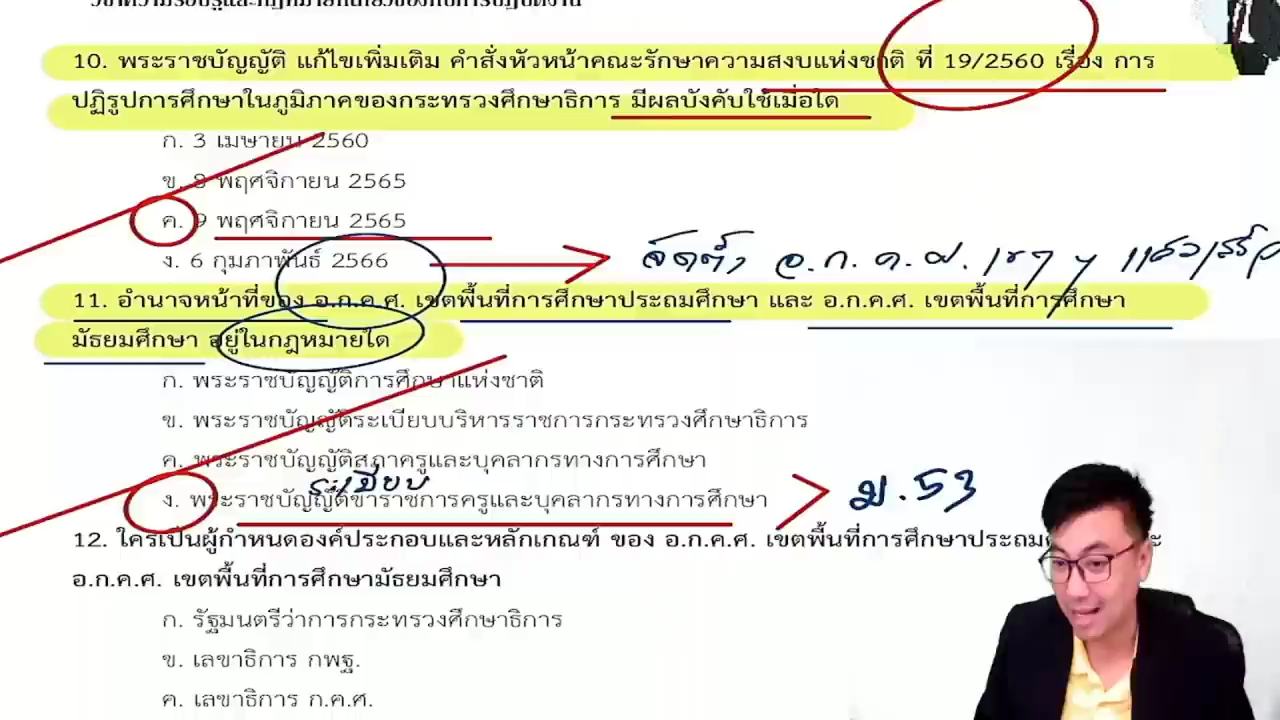 10. พระราชบัญญัติ แก้ไขเพิ่มเติม คำสั่งหัวหน้าคณะรักษาความสงบแห่งชาติ ที่ 19/2560 เรื่อง การ
ปฏิรูปการศึกษาในภูมิภาคของกระทรวงศึกษาธิการ มีผลบังคับใช้เมื่อใด
ก. 3 เมษายน 2560
ข. 8 พฤศจิกายน 2565
ค. 9 พฤศจิกายน 2565
ง. 6 กุมภาพันธ์ 2566
จัดตั้ง อ.ก.ค.ศ. เขตฯ
11. อำนาจหน้าที่ของ อ.ก.ค.ศ. เขตพื้นที่การศึกษาประถมศึกษา และ อ.ก.ค.ศ. เขตพื้นที่การศึกษา
มัธยมศึกษา อยู่ในกฎหมายใด
ก. พระราชบัญญัติการศึกษาแห่งชาติ
ข. พระราชบัญญัติระเบียบบริหารราชการกระทรวงศึกษาธิการ
ค. พระราชบัญญัติสภาครูและบุคลากรทางการศึกษา
ระเบียบ
ง. พระราชบัญญัติข้าราชการครูและบุคลากรทางการศึกษา
ม.53
12. ใครเป็นผู้กำหนดองค์ประกอบและหลักเกณฑ์ ของ อ.ก.ค.ศ. เขตพื้นที่การศึกษาประถม
อ.ก.ค.ศ. เขตพื้นที่การศึกษามัธยมศึกษา
ก. รัฐมนตรีว่าการกระทรวงศึกษาธิการ
ข. เลขาธิการ กพฐ.
ค. เลขาธิการ ก.ค.ศ.